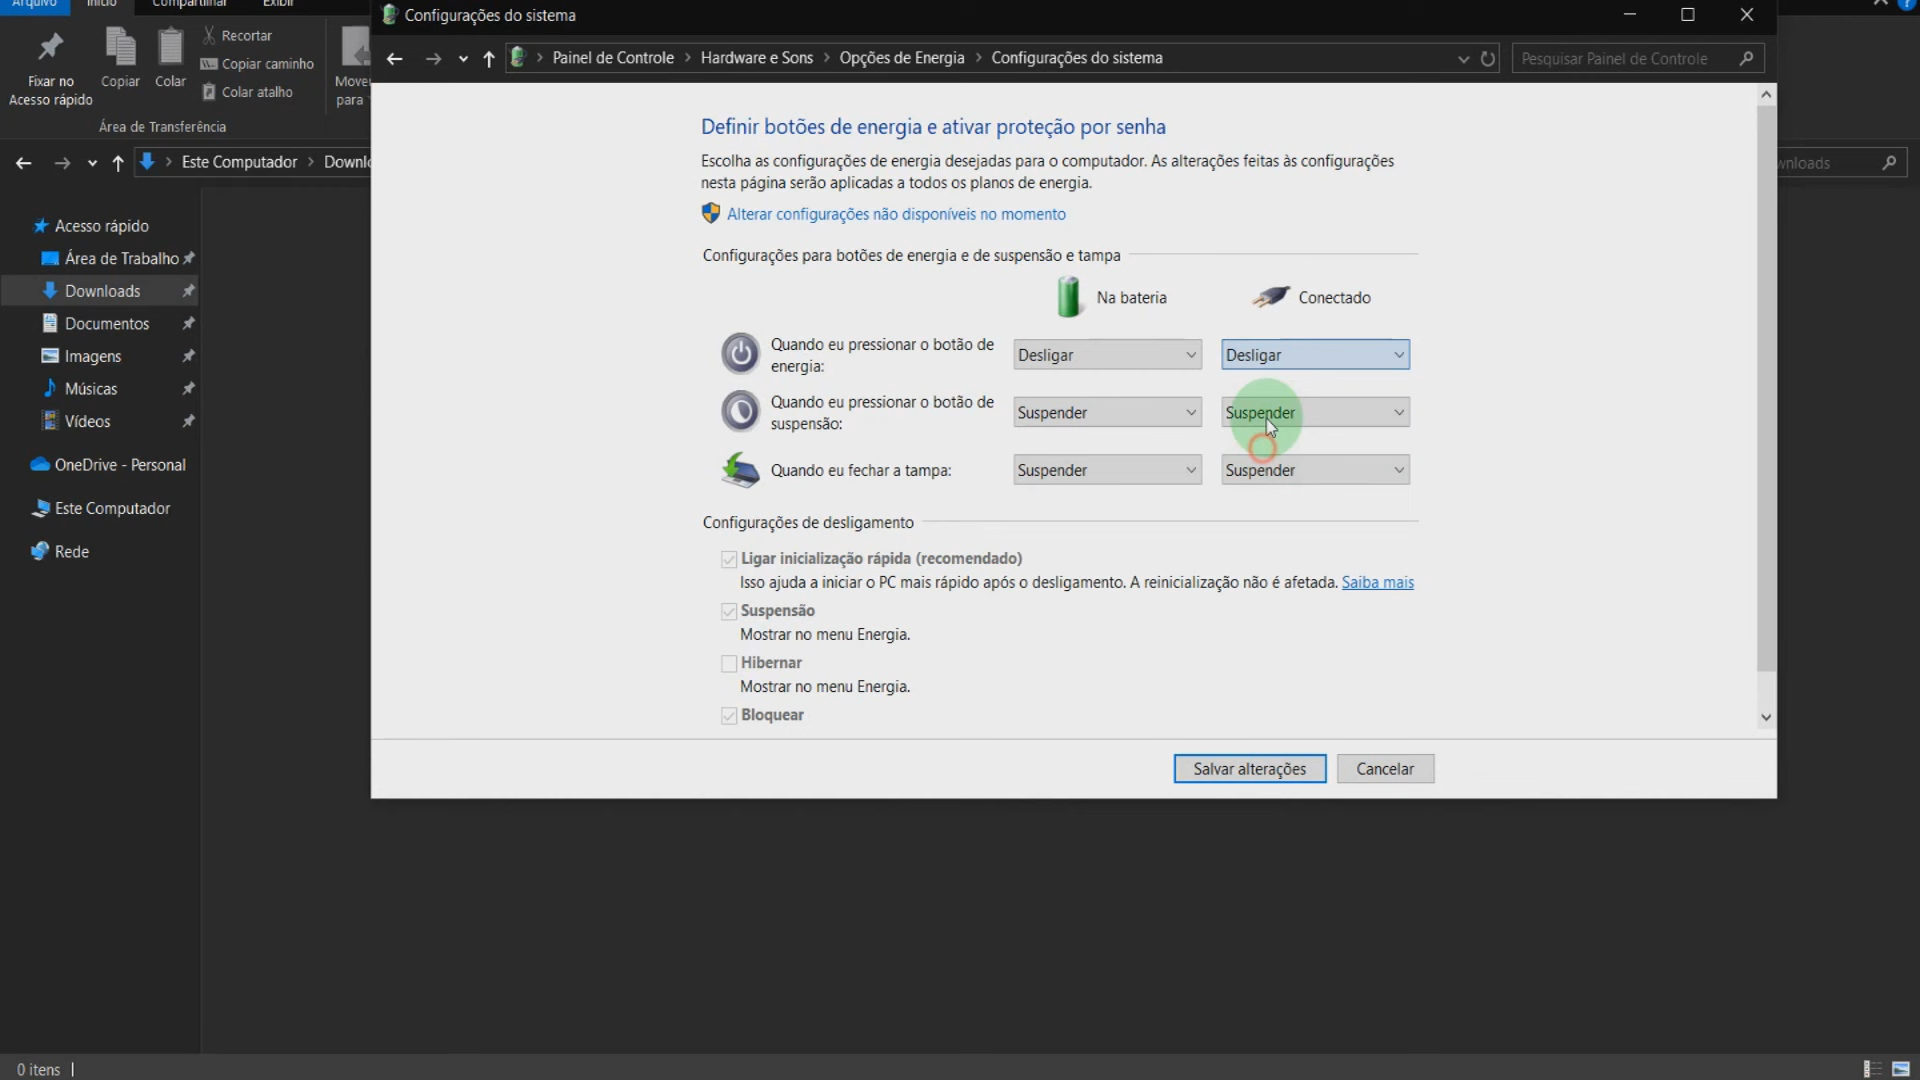 Arquivo Início Compartilhar Exibir
Fixar no
Acesso rápido
Copiar
Colar
Recortar
Copiar caminho
Colar atalho
Mover
para
Área de Transferência
Este Computador
Acesso rápido
Área de Trabalho
Downloads
Documentos
Imagens
Músicas
Vídeos
OneDrive - Personal
Este Computador
Rede
0 itens
Configurações do sistema
Painel de Controle > Hardware e Sons > Opções de Energia > Configurações do sistema
Pesquisar Painel de Controle
Definir botões de energia e ativar proteção por senha
Escolha as configurações de energia desejadas para o computador. As alterações feitas às configurações
nesta página serão aplicadas a todos os planos de energia.
Alterar configurações não disponíveis no momento
Configurações para botões de energia e de suspensão e tampa
Na bateria Conectado
Quando eu pressionar o botão de
energia:
Desligar Desligar
Quando eu pressionar o botão de
suspensão:
Suspender Suspender
Quando eu fechar a tampa: Suspender Suspender
Configurações de desligamento
Ligar inicialização rápida (recomendado)
Isso ajuda a iniciar o PC mais rápido após o desligamento. A reinicialização não é afetada. Saiba mais
Suspensão
Mostrar no menu Energia.
Hibernar
Mostrar no menu Energia.
Bloquear
Salvar alterações Cancelar